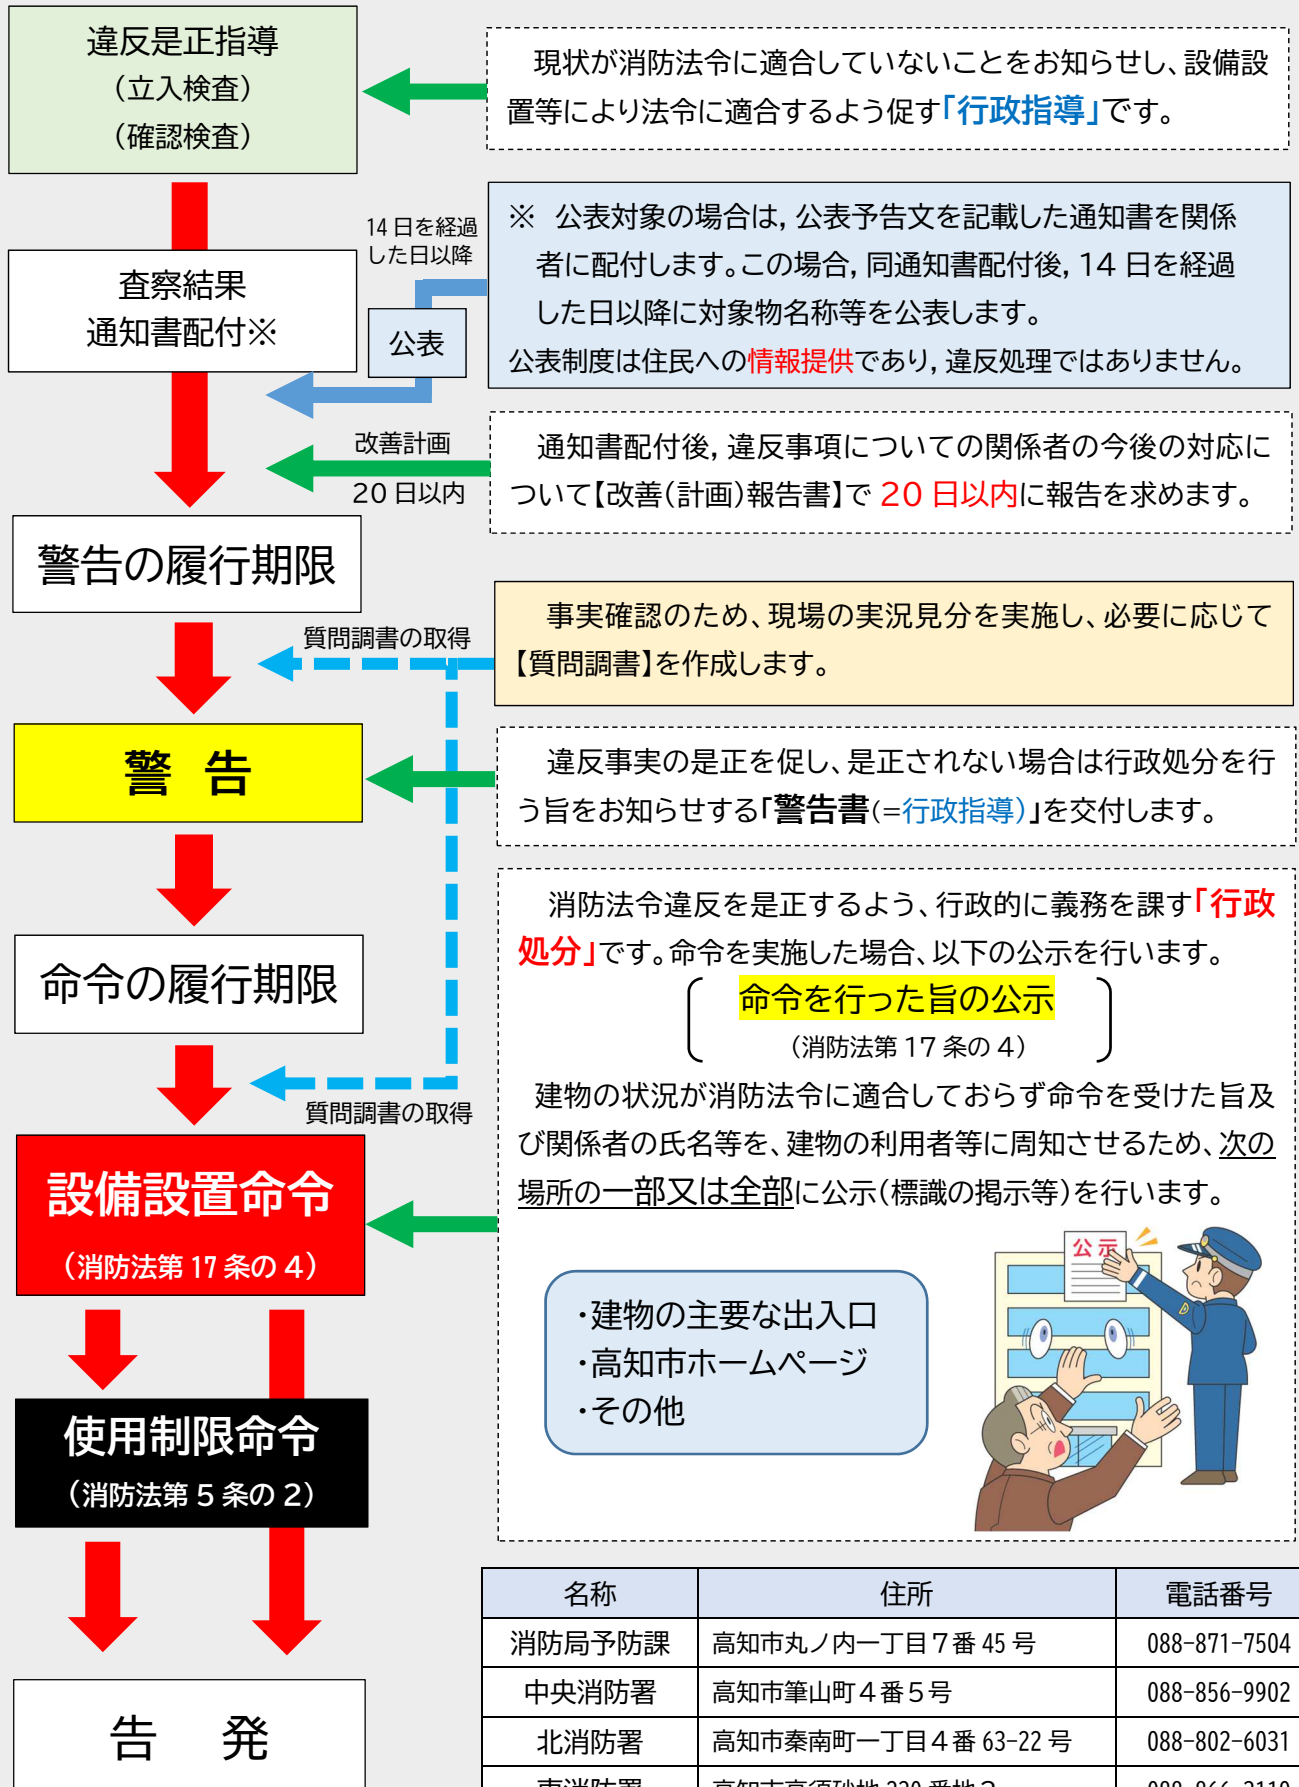 違反是正指導
（立入検査）
（確認検査）
現状が消防法令に適合していないことをお知らせし、設備設
置等により法令に適合するよう促す「行政指導」です。
14日を経過
した日以降
※　公表対象の場合は，公表予告文を記載した通知書を関係
者に配付します。この場合，同通知書配付後，14日を経過
した日以降に対象物名称等を公表します。
公表制度は住民への情報提供であり，違反処理ではありません。
査察結果
通知書配付※
公表
改善計画
20日以内
通知書配付後，違反事項についての関係者の今後の対応に
ついて【改善（計画）報告書】で20日以内に報告を求めます。
警告の履行期限
質問調書の取得
事実確認のため、現場の実況見分を実施し、必要に応じて
【質問調書】を作成します。
警　告
違反事実の是正を促し、是正されない場合は行政処分を行
う旨をお知らせする「警告書(=行政指導）」を交付します。
命令の履行期限
質問調書の取得
消防法令違反を是正するよう、行政的に義務を課す「行政
処分」です。命令を実施した場合、以下の公示を行います。
命令を行った旨の公示
（消防法第17条の4）
建物の状況が消防法令に適合しておらず命令を受けた旨及
び関係者の氏名等を、建物の利用者等に周知させるため、次の
場所の一部又は全部に公示（標識の掲示等）を行います。
設備設置命令
（消防法第17条の4）
公示
・建物の主要な出入口
・高知市ホームページ
・その他
使用制限命令
（消防法第5条の2）
告　発
名称　住所　電話番号
消防局予防課　高知市丸ノ内一丁目7番45号　088-871-7504
中央消防署　高知市筆山町4番5号　088-856-9902
北消防署　高知市秦南町一丁目4番63-22号　088-802-6031